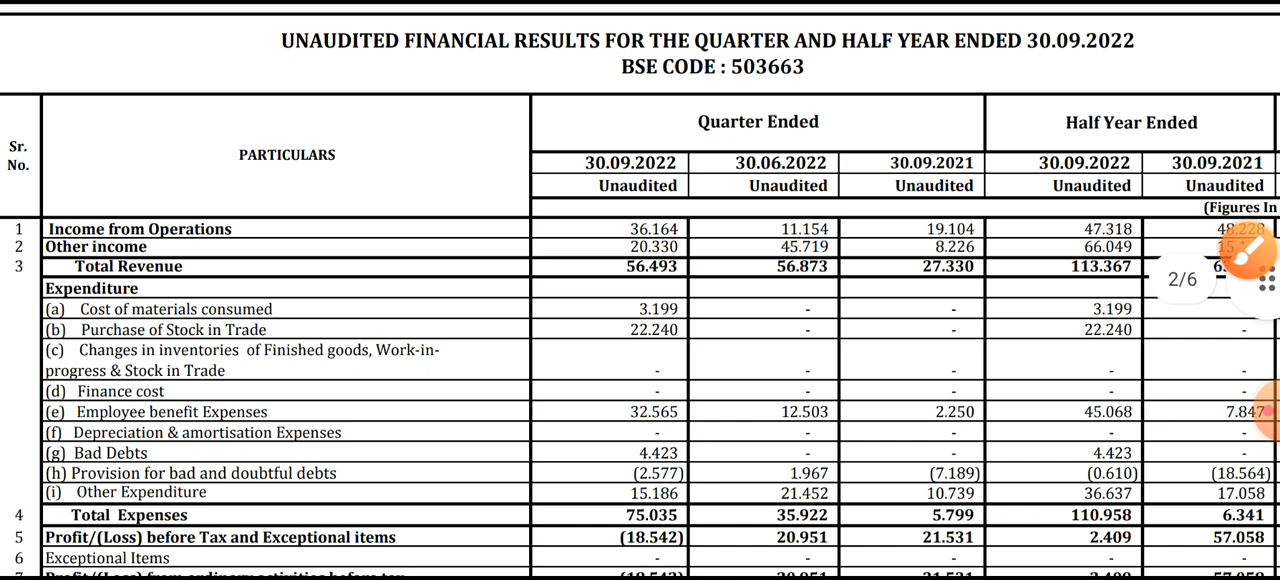 UNAUDITED FINANCIAL RESULTS FOR THE QUARTER AND HALF YEAR ENDED 30.09.2022
BSE CODE : 503663
Sr. No. PARTICULARS Quarter Ended Half Year Ended
30.09.2022 30.06.2022 30.09.2021 30.09.2022 30.09.2021
Unaudited Unaudited Unaudited Unaudited Unaudited
(Figures In
1 Income from Operations 36.164 11.154 19.104 47.318
2 Other income 20.330 45.719 8.226 66.049
3 Total Revenue 56.493 56.873 27.330 113.367
2/6
Expenditure
(a) Cost of materials consumed 3.199 - - 3.199
(b) Purchase of Stock in Trade 22.240 - - 22.240 -
(c) Changes in inventories of Finished goods, Work-in-
progress & Stock in Trade - - - - -
(d) Finance cost - - - - -
(e) Employee benefit Expenses 32.565 12.503 2.250 45.068 7.847
(f) Depreciation & amortisation Expenses - - - - -
(g) Bad Debts 4.423 - - 4.423 -
(h) Provision for bad and doubtful debts (2.577) 1.967 (7.189) (0.610) (18.564)
(i) Other Expenditure 15.186 21.452 10.739 36.637 17.058
4 Total Expenses 75.035 35.922 5.799 110.958 6.341
5 Profit/(Loss) before Tax and Exceptional items (18.542) 20.951 21.531 2.409 57.058
6 Exceptional Items - - - - -